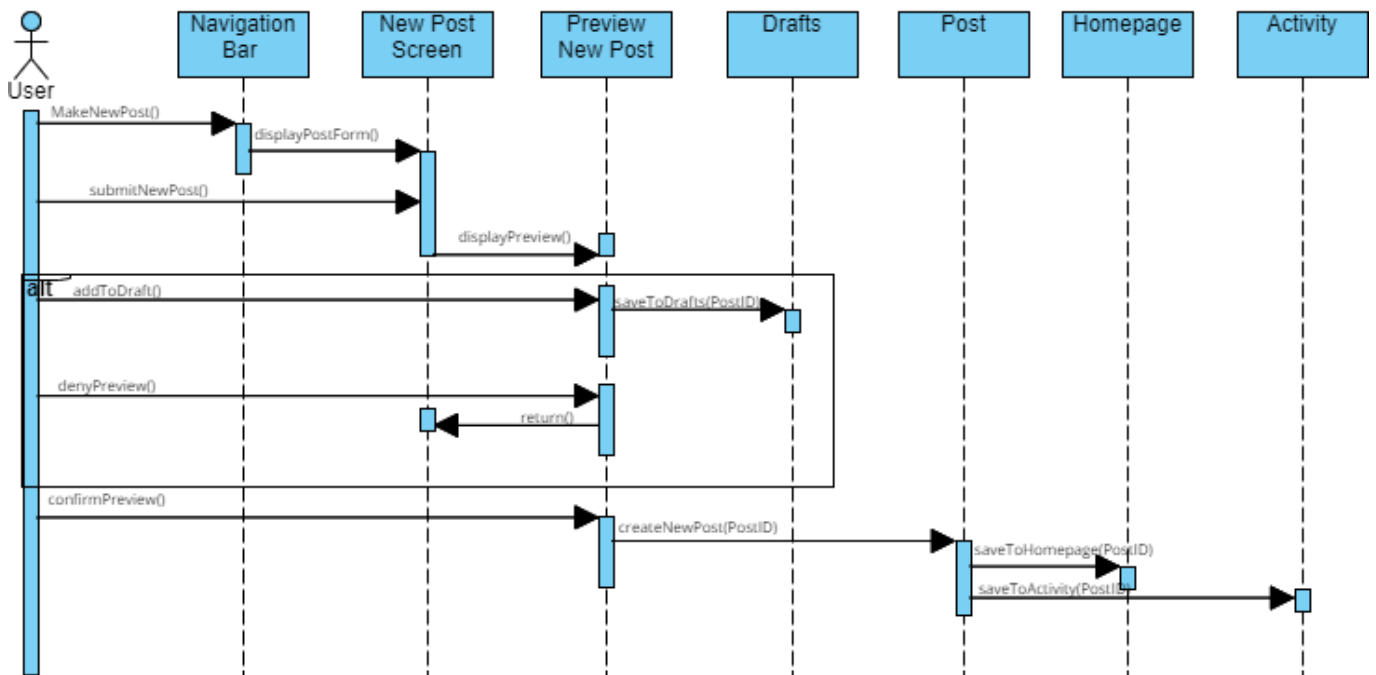 Navigation
Bar
New Post
Screen
Preview
New Post
Drafts
Post
Homepage
Activity
User
MakeNewPost()
displayPostForm()
submitNewPost()
displayPreview()
alt
addToDraft()
saveToDrafts(PostID)
denyPreview()
return()
confirmPreview()
createNewPost(PostID)
saveToHomepage(PostID)
saveToActivity(PostID)